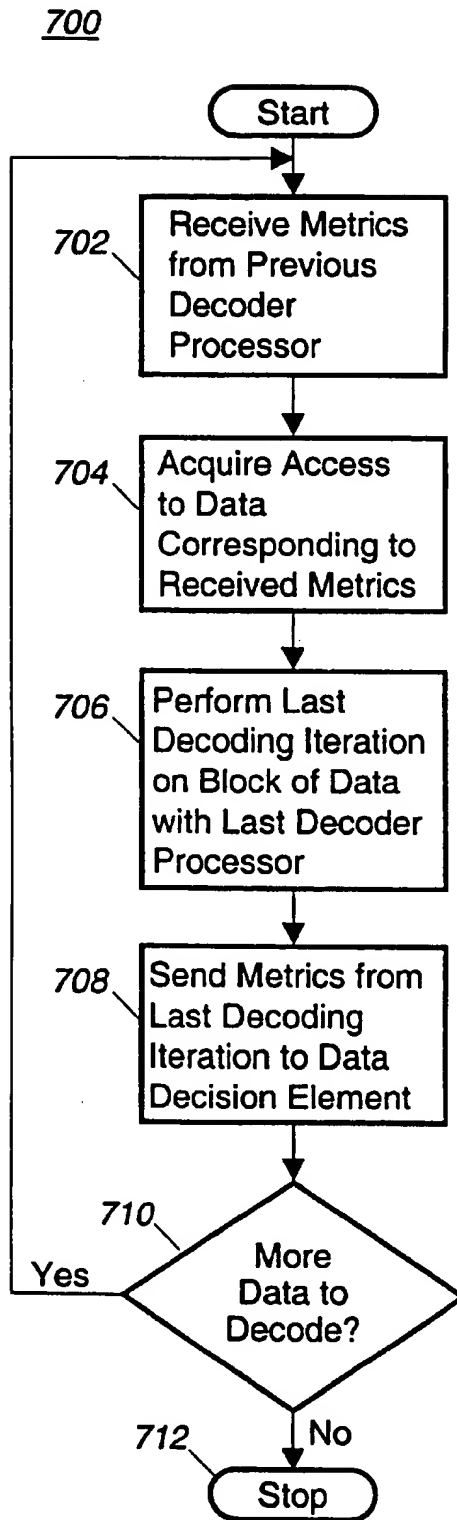 700
Start
702
Receive Metrics
from Previous
Decoder
Processor
704
Acquire Access
to Data
Corresponding to
Received Metrics
706
Perform Last
Decoding Iteration
on Block of Data
with Last Decoder
Processor
708
Send Metrics from
Last Decoding
Iteration to Data
Decision Element
710
Yes
More
Data to
Decode?
No
712
Stop